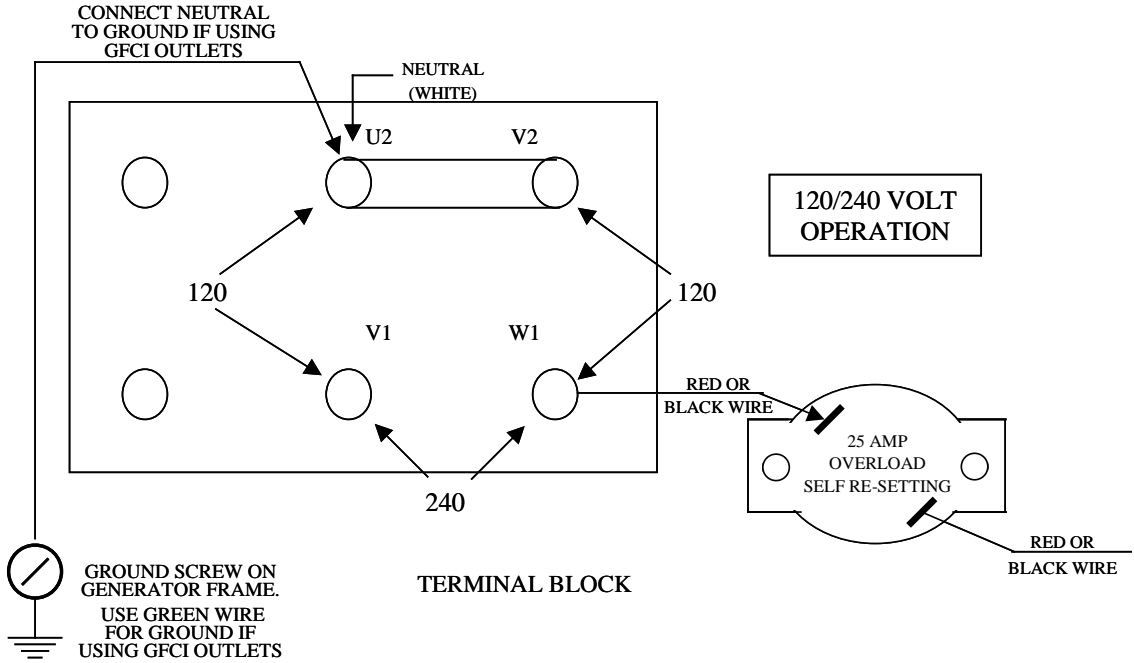 CONNECT NEUTRAL
TO GROUND IF USING
GFCI OUTLETS
NEUTRAL
(WHITE)
U2
V2
120/240 VOLT
OPERATION
120
120
V1
W1
RED OR
BLACK WIRE
25 AMP
OVERLOAD
SELF RE-SETTING
240
RED OR
BLACK WIRE
GROUND SCREW ON
GENERATOR FRAME.
USE GREEN WIRE
FOR GROUND IF
USING GFCI OUTLETS
TERMINAL BLOCK